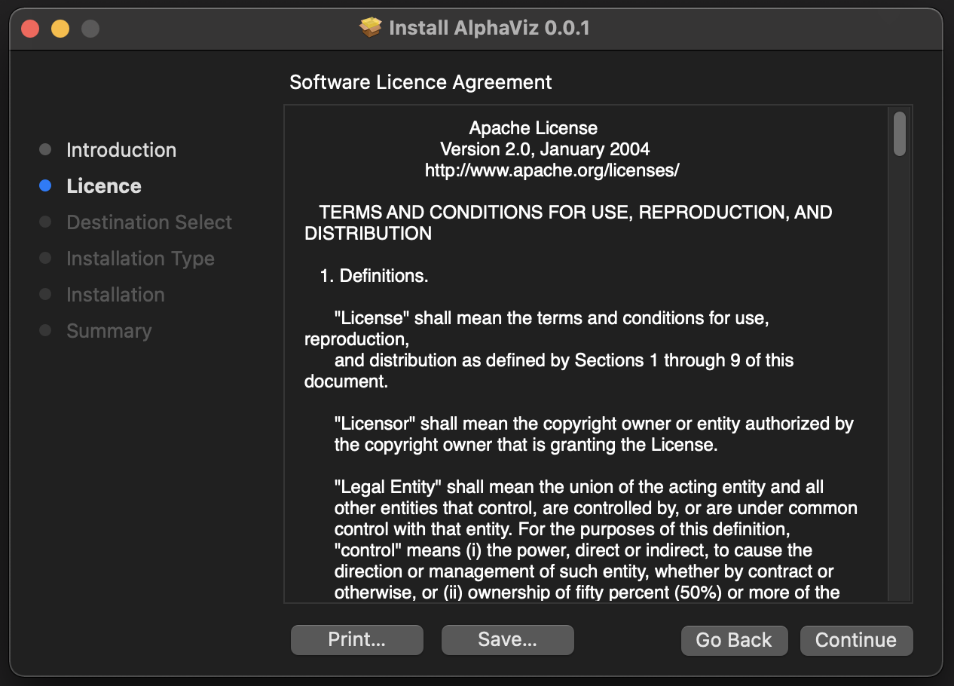 Install AlphaViz 0.0.1
Software Licence Agreement
Introduction
Licence
Destination Select
Installation Type
Installation
Summary
Apache License
Version 2.0, January 2004
http://www.apache.org/licenses/
TERMS AND CONDITIONS FOR USE, REPRODUCTION, AND
DISTRIBUTION
1. Definitions.
"License" shall mean the terms and conditions for use,
reproduction,
and distribution as defined by Sections 1 through 9 of this
document.
"Licensor" shall mean the copyright owner or entity authorized by
the copyright owner that is granting the License.
"Legal Entity" shall mean the union of the acting entity and all
other entities that control, are controlled by, or are under common
control with that entity. For the purposes of this definition,
"control" means (i) the power, direct or indirect, to cause the
direction or management of such entity, whether by contract or
otherwise, or (ii) ownership of fifty percent (50%) or more of the
Print...
Save...
Go Back
Continue